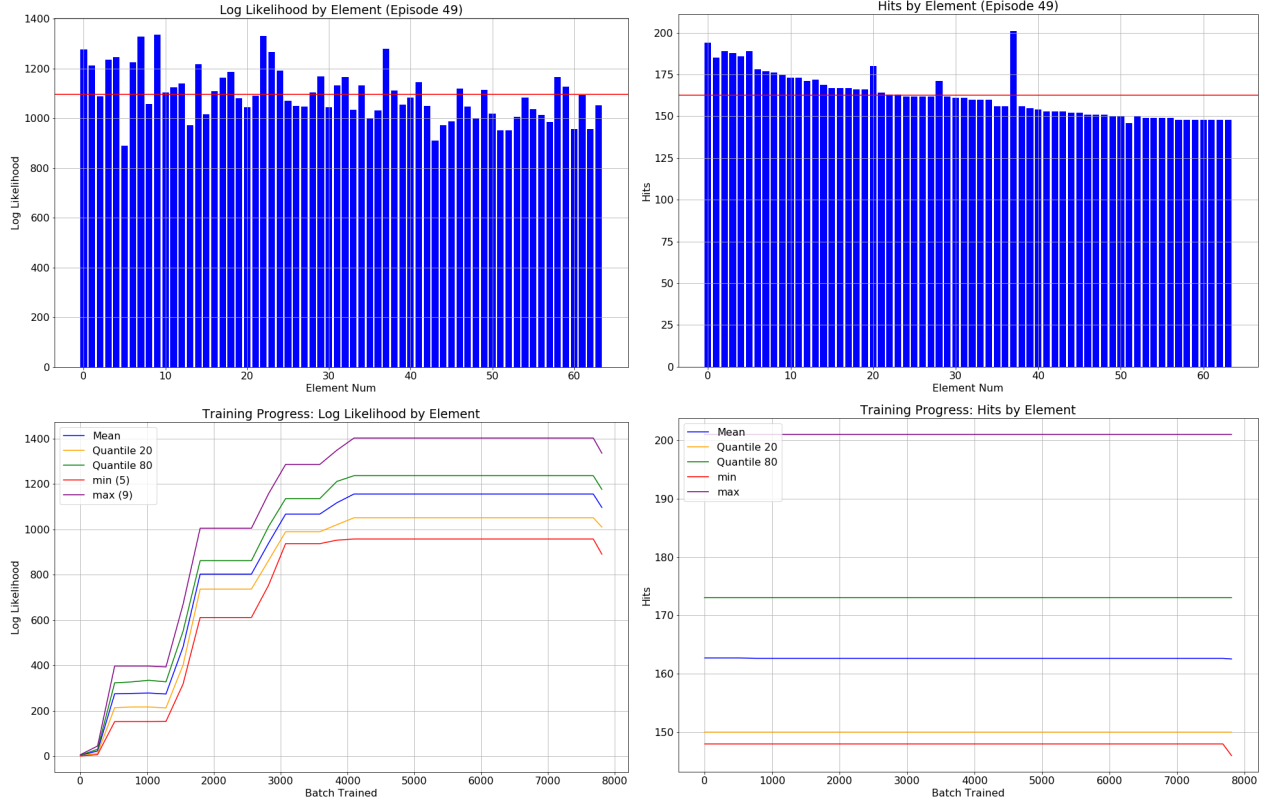 Log Likelihood by Element (Episode 49)
1400
1200
1000
800
600
400
200
0
Log Likelihood
0 10 20 30 40 50 60
Element Num
Hits by Element (Episode 49)
200
175
150
125
100
75
50
25
0
Hits
0 10 20 30 40 50 60
Element Num
Training Progress: Log Likelihood by Element
Mean
Quantile 20
Quantile 80
min (5)
max (9)
1400
1200
1000
800
600
400
200
0
Log Likelihood
0 1000 2000 3000 4000 5000 6000 7000 8000
Batch Trained
Training Progress: Hits by Element
Mean
Quantile 20
Quantile 80
min
max
200
190
180
170
160
150
Hits
0 1000 2000 3000 4000 5000 6000 7000 8000
Batch Trained